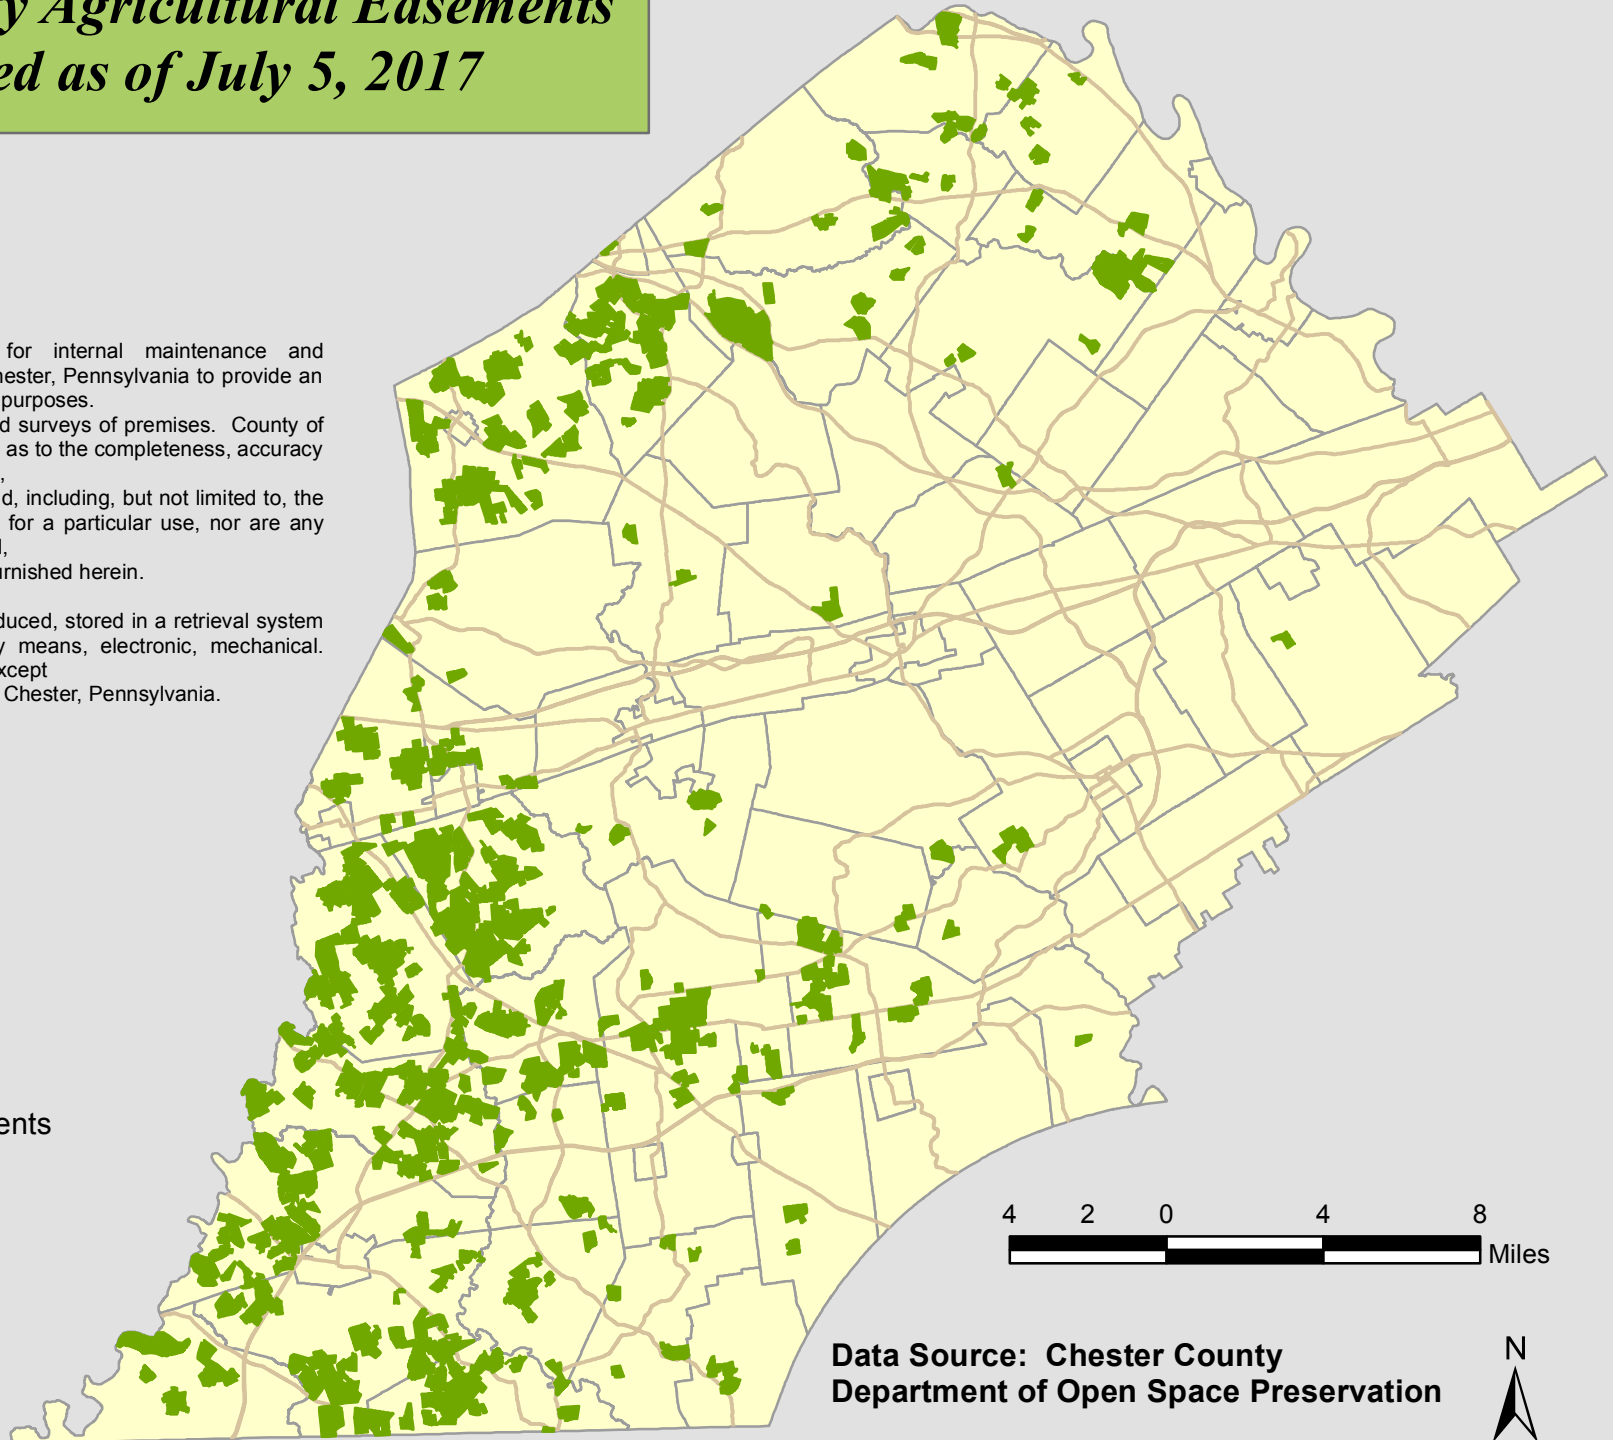 y Agricultural Easements
ed as of July 5, 2017
for internal maintenance and
hester, Pennsylvania to provide an
purposes.
d surveys of premises. County of
as to the completeness, accuracy
,
d, including, but not limited to, the
for a particular use, nor are any
,
urnished herein.
duced, stored in a retrieval system
y means, electronic, mechanical.
xcept
Chester, Pennsylvania.
ents
4 2 0 4 8
Miles
Data Source: Chester County
Department of Open Space Preservation
N